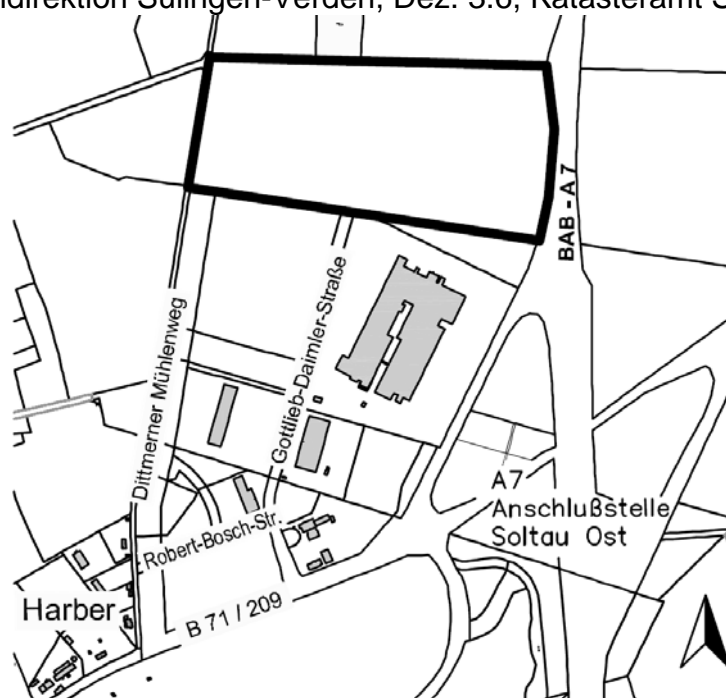 ndirektion Sulingen-Verden, Dez. 3.6, Katasteramt S
BAB - A 7
Dittmerner Mühlenweg
Gottlieb-Daimler-Straße
A7
Anschlußstelle
Soltau Ost
Robert-Bosch-Str.
Harber
B 71 / 209